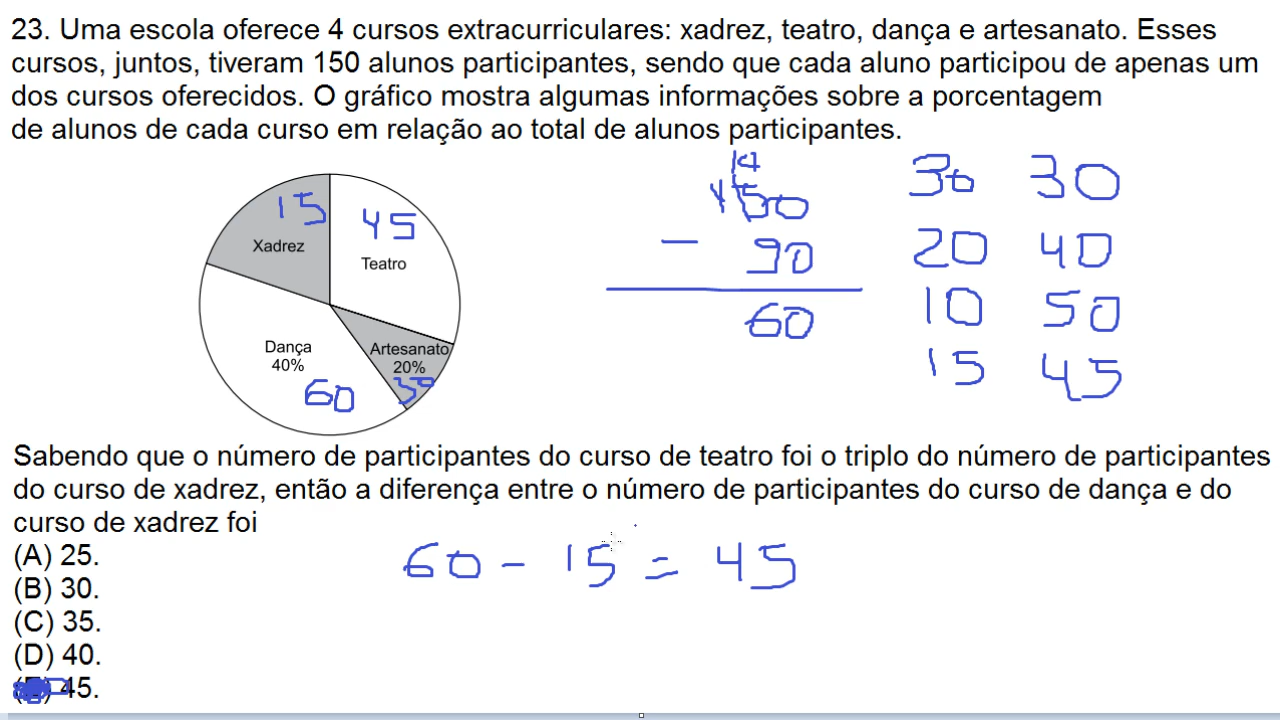 23. Uma escola oferece 4 cursos extracurriculares: xadrez, teatro, dança e artesanato. Esses
cursos, juntos, tiveram 150 alunos participantes, sendo que cada aluno participou de apenas um
dos cursos oferecidos. O gráfico mostra algumas informações sobre a porcentagem
de alunos de cada curso em relação ao total de alunos participantes.
15
45
Xadrez
Teatro
Dança
40%
60
Artesanato
20%
30
14
150
- 90
60
30 30
20 40
10 50
15 45
Sabendo que o número de participantes do curso de teatro foi o triplo do número de participantes
do curso de xadrez, então a diferença entre o número de participantes do curso de dança e do
curso de xadrez foi
(A) 25.
(B) 30.
(C) 35.
(D) 40.
45.
60 - 15 = 45